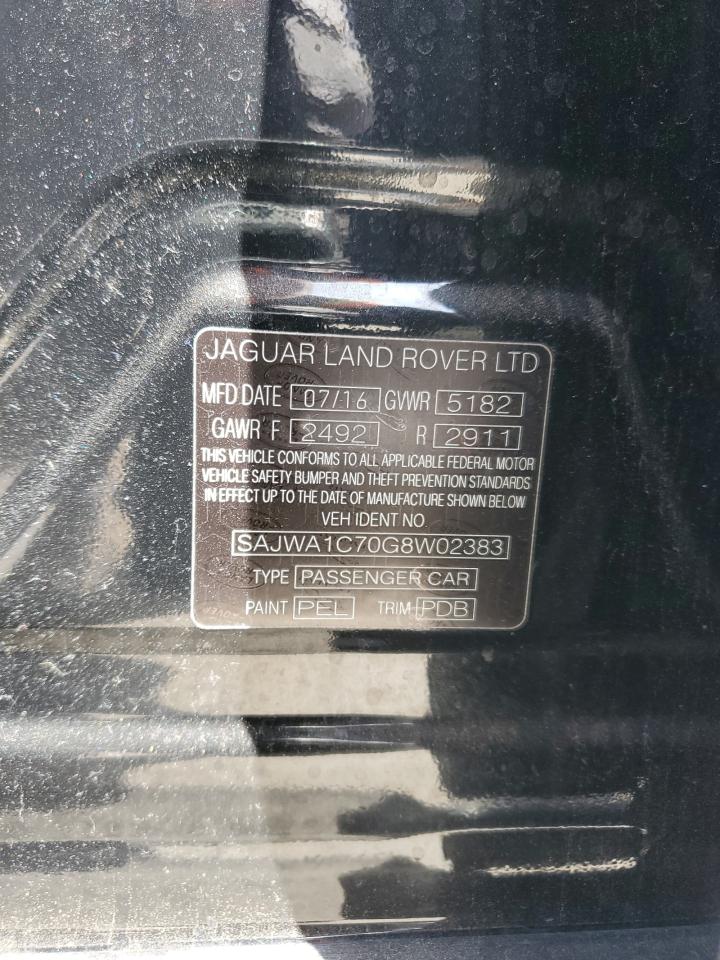 JAGUAR LAND ROVER LTD
MFD DATE 07/16 GVWR 5182
GAWR F 2492 R 2911
THIS VEHICLE CONFORMS TO ALL APPLICABLE FEDERAL MOTOR
VEHICLE SAFETY BUMPER AND THEFT PREVENTION STANDARDS
IN EFFECT UP TO THE DATE OF MANUFACTURE SHOWN BELOW
VEH IDENT NO
SAJWA1C70G8W02383
TYPE PASSENGER CAR
PAINT PEL TRIM PDB